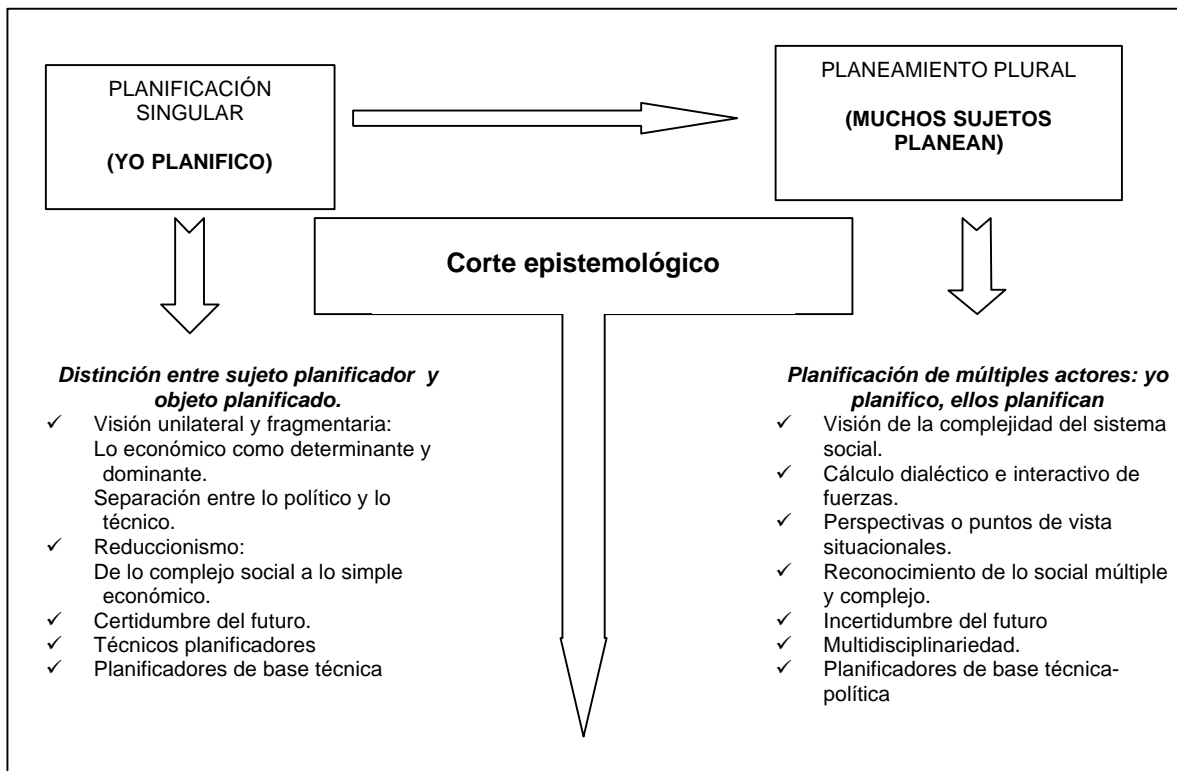 PLANIFICACIÓN
SINGULAR
(YO PLANIFICO)
PLANEAMIENTO PLURAL
(MUCHOS SUJETOS
PLANEAN)
Corte epistemológico
Distinción entre sujeto planificador y
objeto planificado.
✓ Visión unilateral y fragmentaria:
Lo económico como determinante y
dominante.
Separación entre lo político y lo
técnico.
✓ Reduccionismo:
De lo complejo social a lo simple
económico.
✓ Certidumbre del futuro.
✓ Técnicos planificadores
✓ Planificadores de base técnica
Planificación de múltiples actores: yo
planifico, ellos planifican
✓ Visión de la complejidad del sistema
social.
✓ Cálculo dialéctico e interactivo de
fuerzas.
✓ Perspectivas o puntos de vista
situacionales.
✓ Reconocimiento de lo social múltiple
y complejo.
✓ Incertidumbre del futuro
✓ Multidisciplinariedad.
✓ Planificadores de base técnica-
política